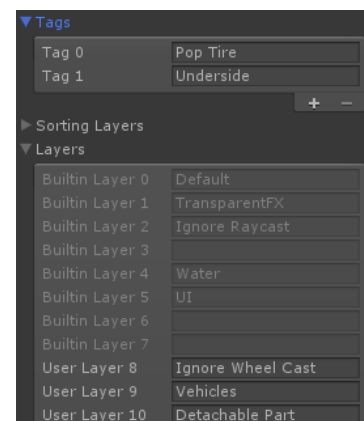 Tags
Tag 0 Pop Tire
Tag 1 Underside
+ −
Sorting Layers
Layers
Builtin Layer 0 Default
Builtin Layer 1 TransparentFX
Builtin Layer 2 Ignore Raycast
Builtin Layer 3
Builtin Layer 4 Water
Builtin Layer 5 UI
Builtin Layer 6
Builtin Layer 7
User Layer 8 Ignore Wheel Cast
User Layer 9 Vehicles
User Layer 10 Detachable Part